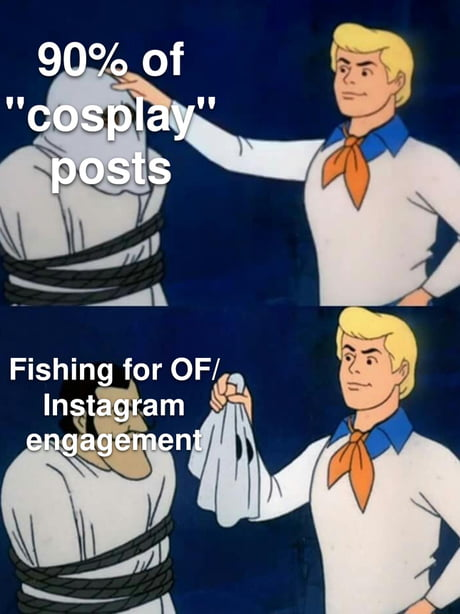 90% of
"cosplay"
posts
Fishing for OF/
Instagram
engagement